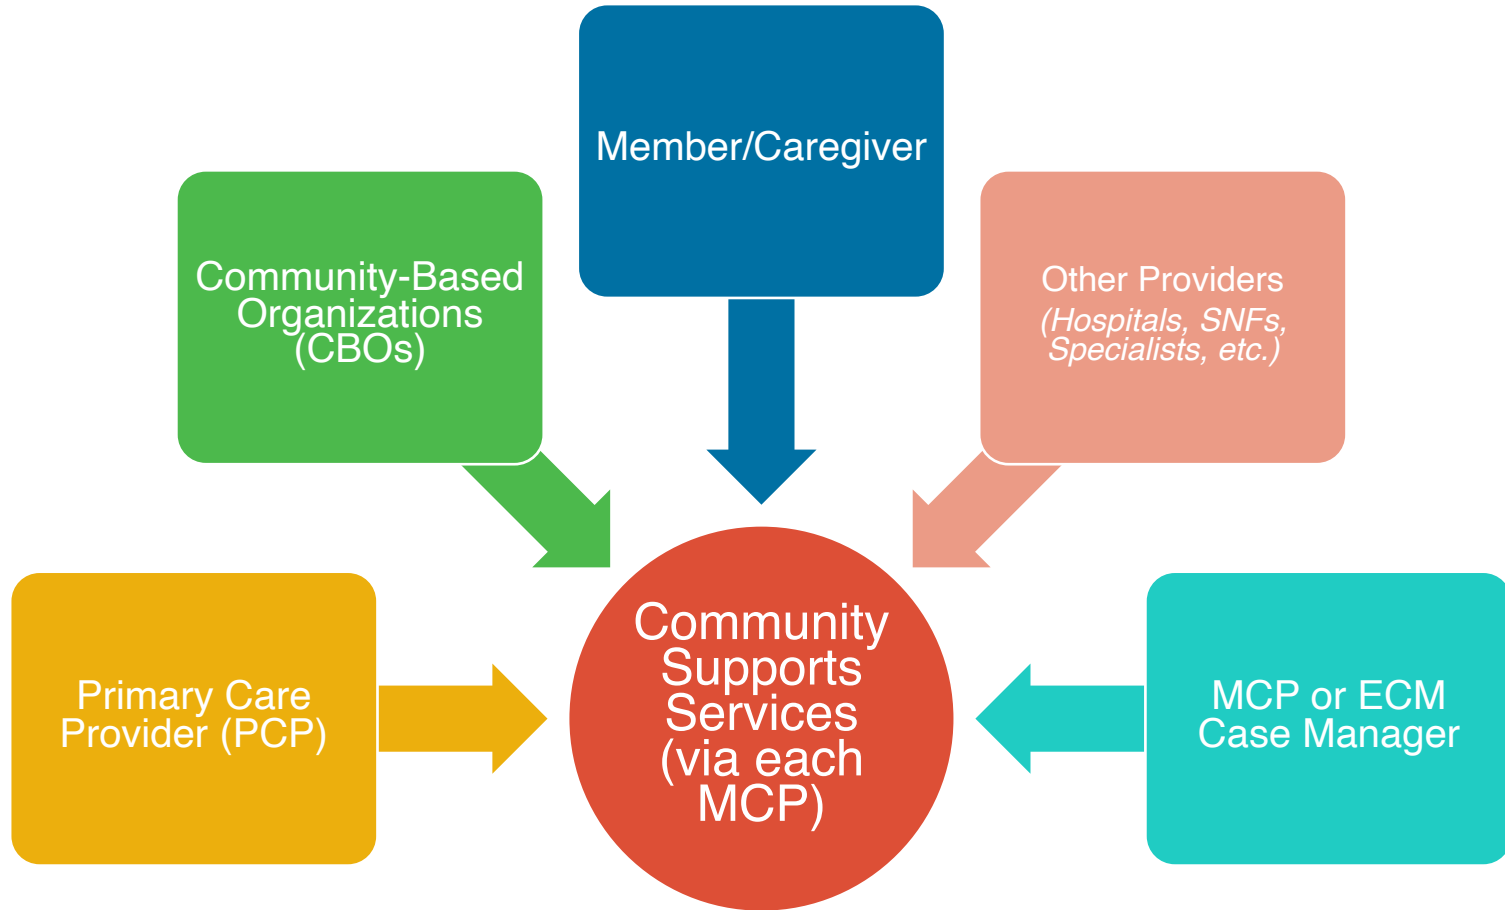 Member/Caregiver
Community-Based
Organizations
(CBOs)
Other Providers
(Hospitals, SNFs,
Specialists, etc.)
Primary Care
Provider (PCP)
Community
Supports
Services
(via each
MCP)
MCP or ECM
Case Manager